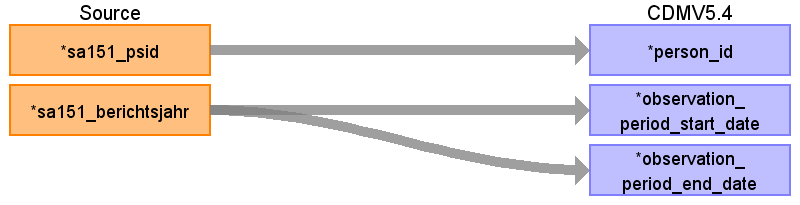 Source
CDMV5.4
*sa151_psid
*person_id
*sa151_berichtsjahr
*observation_
period_start_date
*observation_
period_end_date